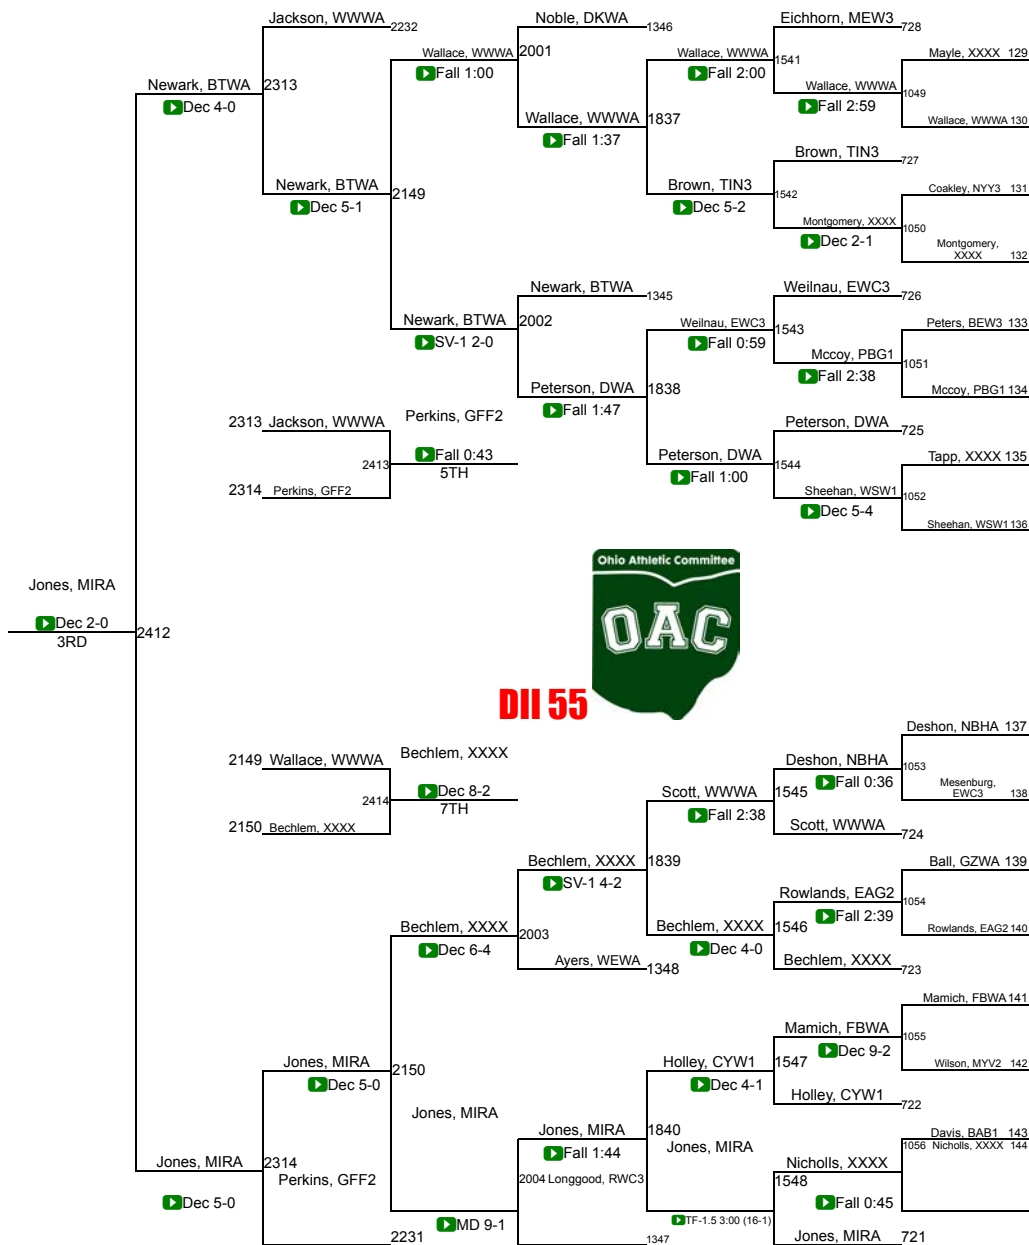 Jackson, WWWA
2232
Noble, DKWA
1346
Eichhorn, MEW3
728
Wallace, WWWA
2001
Wallace, WWWA
1541
Mayle, XXXX 129
Fall 1:00
Fall 2:00
Newark, BTWA
2313
Wallace, WWWA
1049
Dec 4-0
Fall 2:59
Wallace, WWWA
1837
Wallace, WWWA 130
Fall 1:37
Brown, TIN3
727
Newark, BTWA
2149
Brown, TIN3
1542
Coakley, NYY3 131
Dec 5-1
Dec 5-2
Montgomery, XXXX
1050
Dec 2-1
Montgomery,
XXXX 132
Newark, BTWA
1345
Weilnau, EWC3
726
Newark, BTWA
2002
Weilnau, EWC3
1543
Peters, BEW3 133
SV-1 2-0
Fall 0:59
Mccoy, PBG1
1051
Fall 2:38
Peterson, DWA
1838
Mccoy, PBG1 134
Fall 1:47
2313 Jackson, WWWA
Perkins, GFF2
Peterson, DWA
725
2413
Fall 0:43
5TH
Peterson, DWA
1544
Tapp, XXXX 135
Fall 1:00
2314 Perkins, GFF2
Sheehan, WSW1
1052
Dec 5-4
Sheehan, WSW1 136
Ohio Athletic Committee
OAC
Jones, MIRA
Dec 2-0
3RD
2412
DII 55
Deshon, NBHA 137
2149 Wallace, WWWA
Bechlem, XXXX
Deshon, NBHA
1053
Fall 0:36
2414
Dec 8-2
7TH
Scott, WWWA
1545
Mesenburg,
EWC3 138
Fall 2:38
2150 Bechlem, XXXX
Scott, WWWA
724
Bechlem, XXXX
1839
Ball, GZWA 139
SV-1 4-2
Rowlands, EAG2
1054
Fall 2:39
Bechlem, XXXX
2003
Bechlem, XXXX
1546
Rowlands, EAG2 140
Dec 6-4
Dec 4-0
Ayers, WEWA
1348
Bechlem, XXXX
723
Mamich, FBWA 141
Mamich, FBWA
1055
Dec 9-2
Jones, MIRA
2150
Holley, CYW1
1547
Wilson, MYV2 142
Dec 5-0
Dec 4-1
Holley, CYW1
722
Jones, MIRA
Jones, MIRA
1840
Davis, BAB1 143
Fall 1:44
Jones, MIRA
1056 Nicholls, XXXX 144
Jones, MIRA
2314
Nicholls, XXXX
1548
Dec 5-0
Perkins, GFF2
2004 Longgood, RWC3
Fall 0:45
MD 9-1
TF-1.5 3:00 (16-1)
2231
1347
Jones, MIRA
721